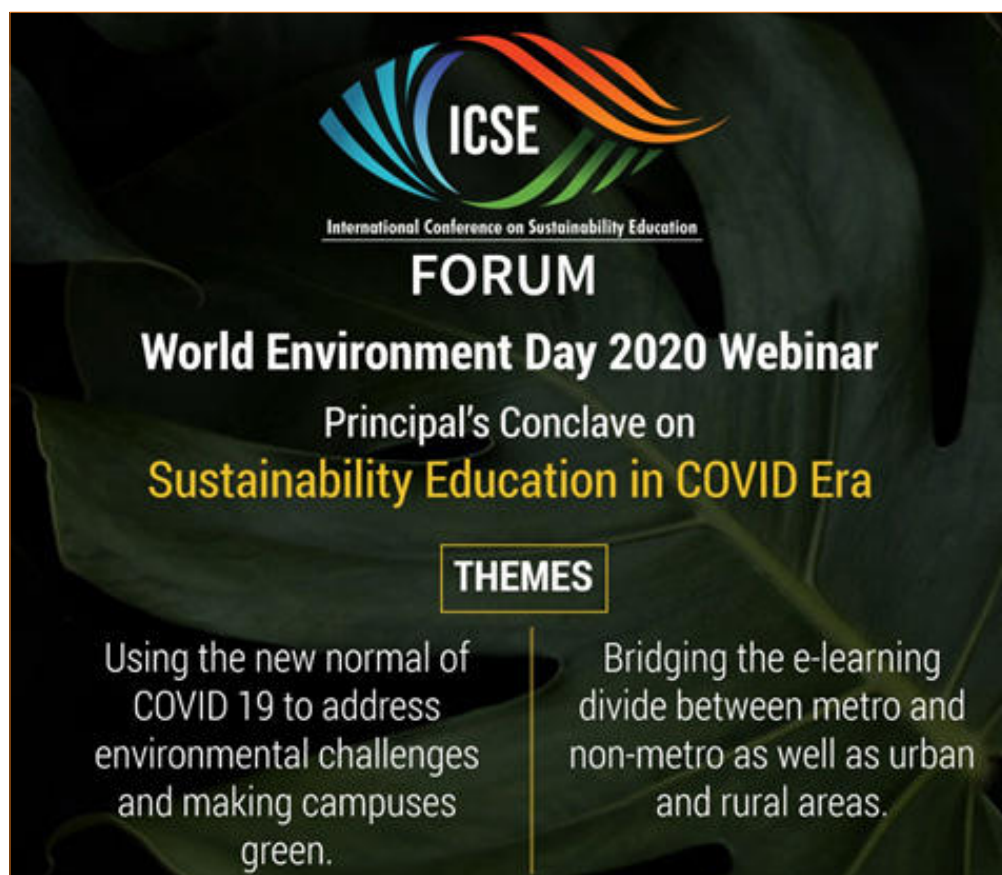 ICSE
International Conference on Sustainability Education
FORUM
World Environment Day 2020 Webinar
Principal's Conclave on
Sustainability Education in COVID Era
THEMES
Using the new normal of
COVID 19 to address
environmental challenges
and making campuses
green.
Bridging the e-learning
divide between metro and
non-metro as well as urban
and rural areas.